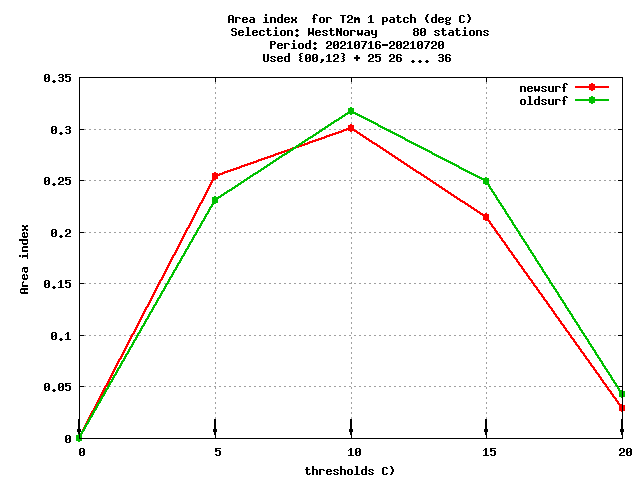 Area index  for T2m 1 patch (deg C)
Selection: WestNorway     80 stations
Period: 20210716-20210720
Used {00,12} + 25 26 ... 36
newsurf
oldsurf
0.35
0.3
0.25
0.2
0.15
0.1
0.05
0
Area index
0 5 10 15 20
thresholds C)